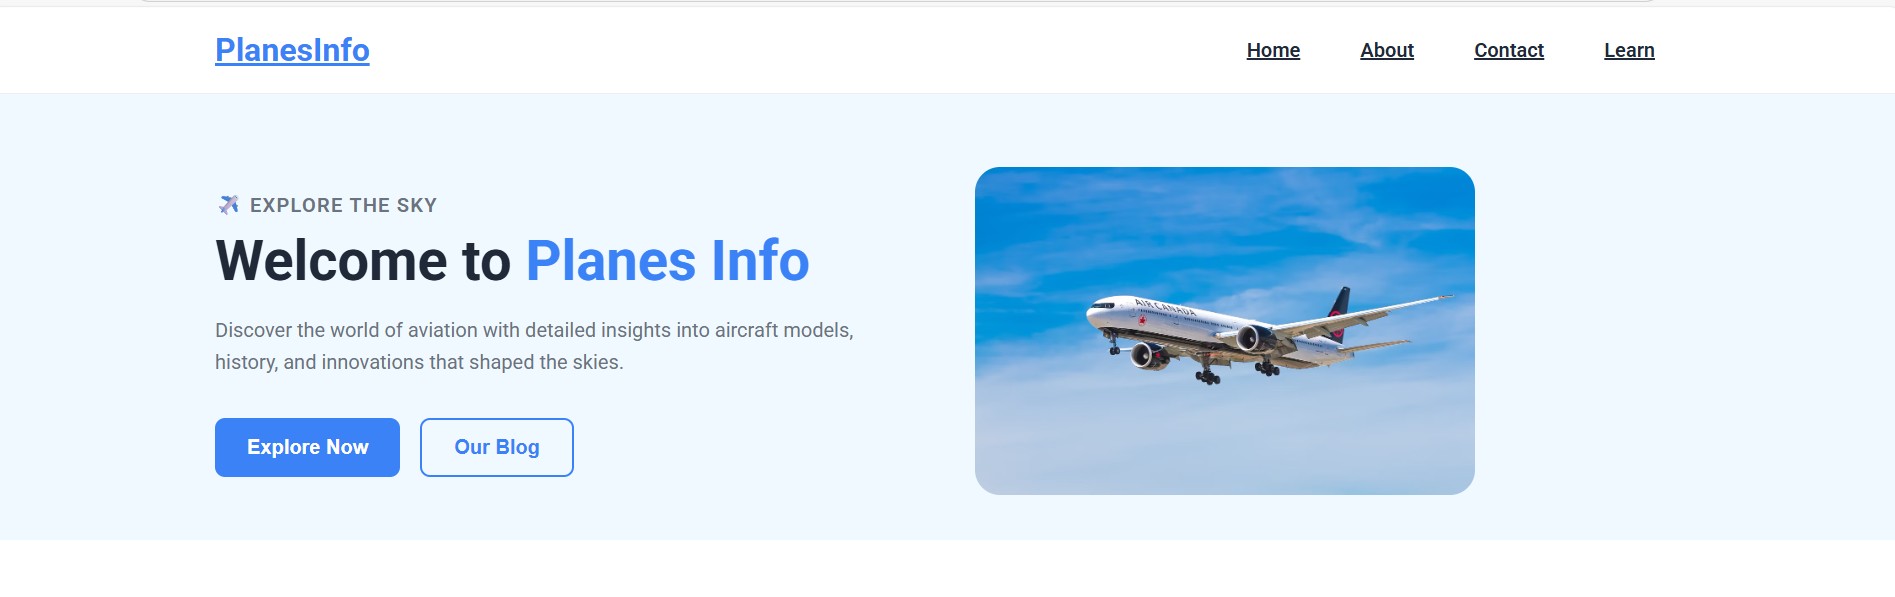 PlanesInfo
Home About Contact Learn
EXPLORE THE SKY
Welcome to Planes Info
Discover the world of aviation with detailed insights into aircraft models,
history, and innovations that shaped the skies.
Explore Now Our Blog
AIR CANADA